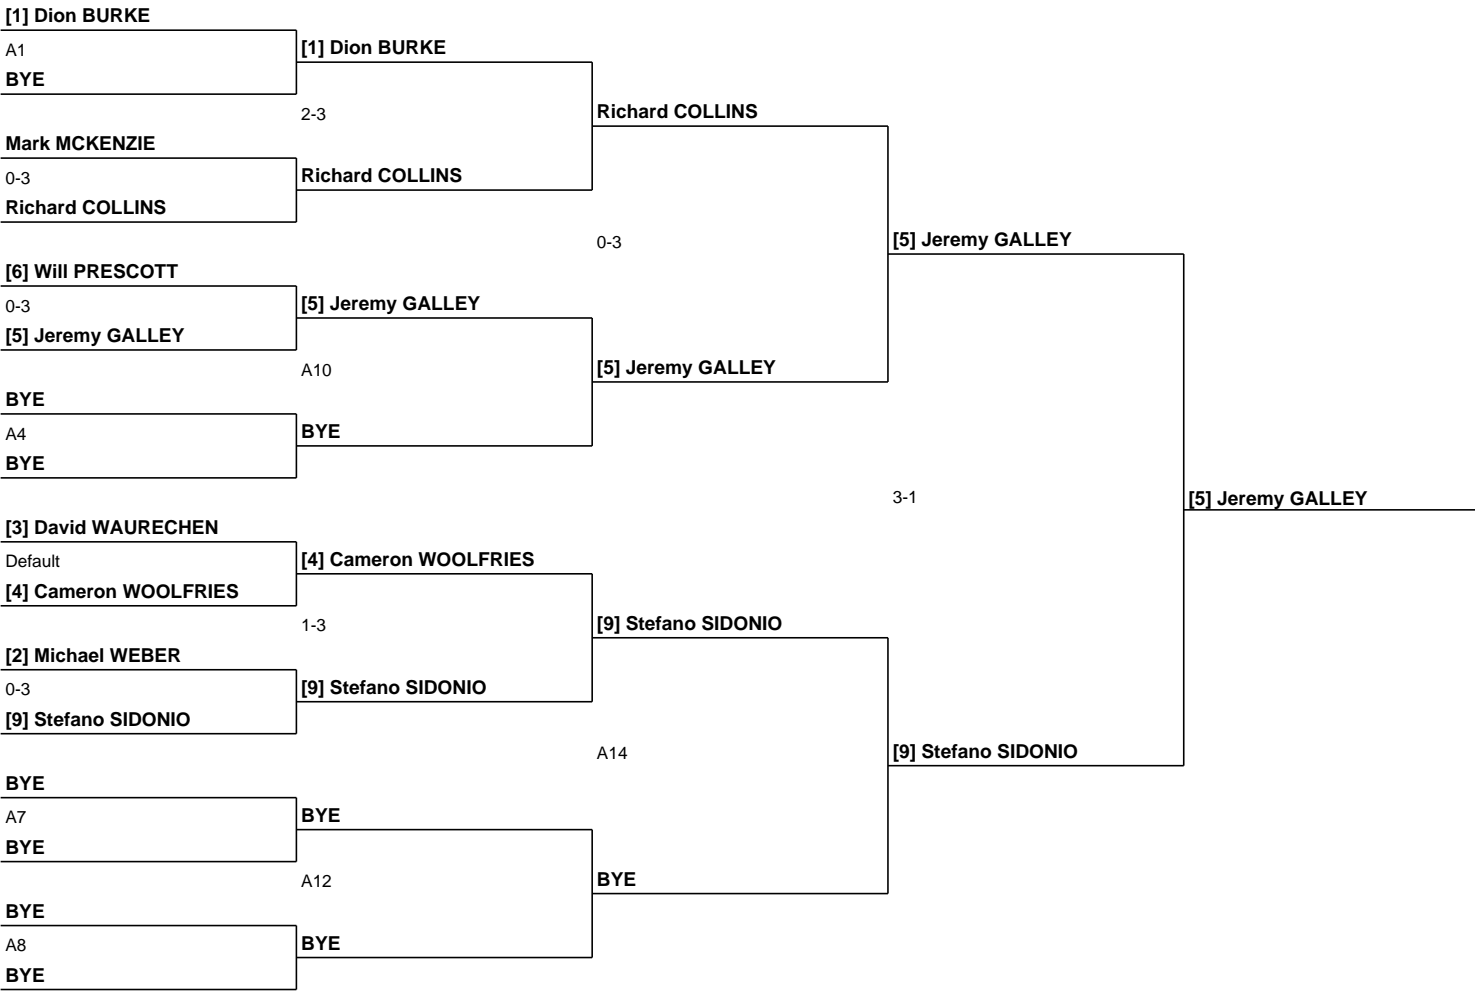 [1] Dion BURKE
A1
BYE
Mark MCKENZIE
0-3
Richard COLLINS
[6] Will PRESCOTT
0-3
[5] Jeremy GALLEY
BYE
A4
BYE
[3] David WAURECHEN
Default
[4] Cameron WOOLFRIES
[2] Michael WEBER
0-3
[9] Stefano SIDONIO
BYE
A7
BYE
BYE
A8
BYE
[1] Dion BURKE
2-3
Richard COLLINS
[5] Jeremy GALLEY
A10
BYE
[4] Cameron WOOLFRIES
1-3
[9] Stefano SIDONIO
BYE
A12
BYE
Richard COLLINS
0-3
[5] Jeremy GALLEY
[9] Stefano SIDONIO
A14
BYE
[5] Jeremy GALLEY
3-1
[9] Stefano SIDONIO
[5] Jeremy GALLEY